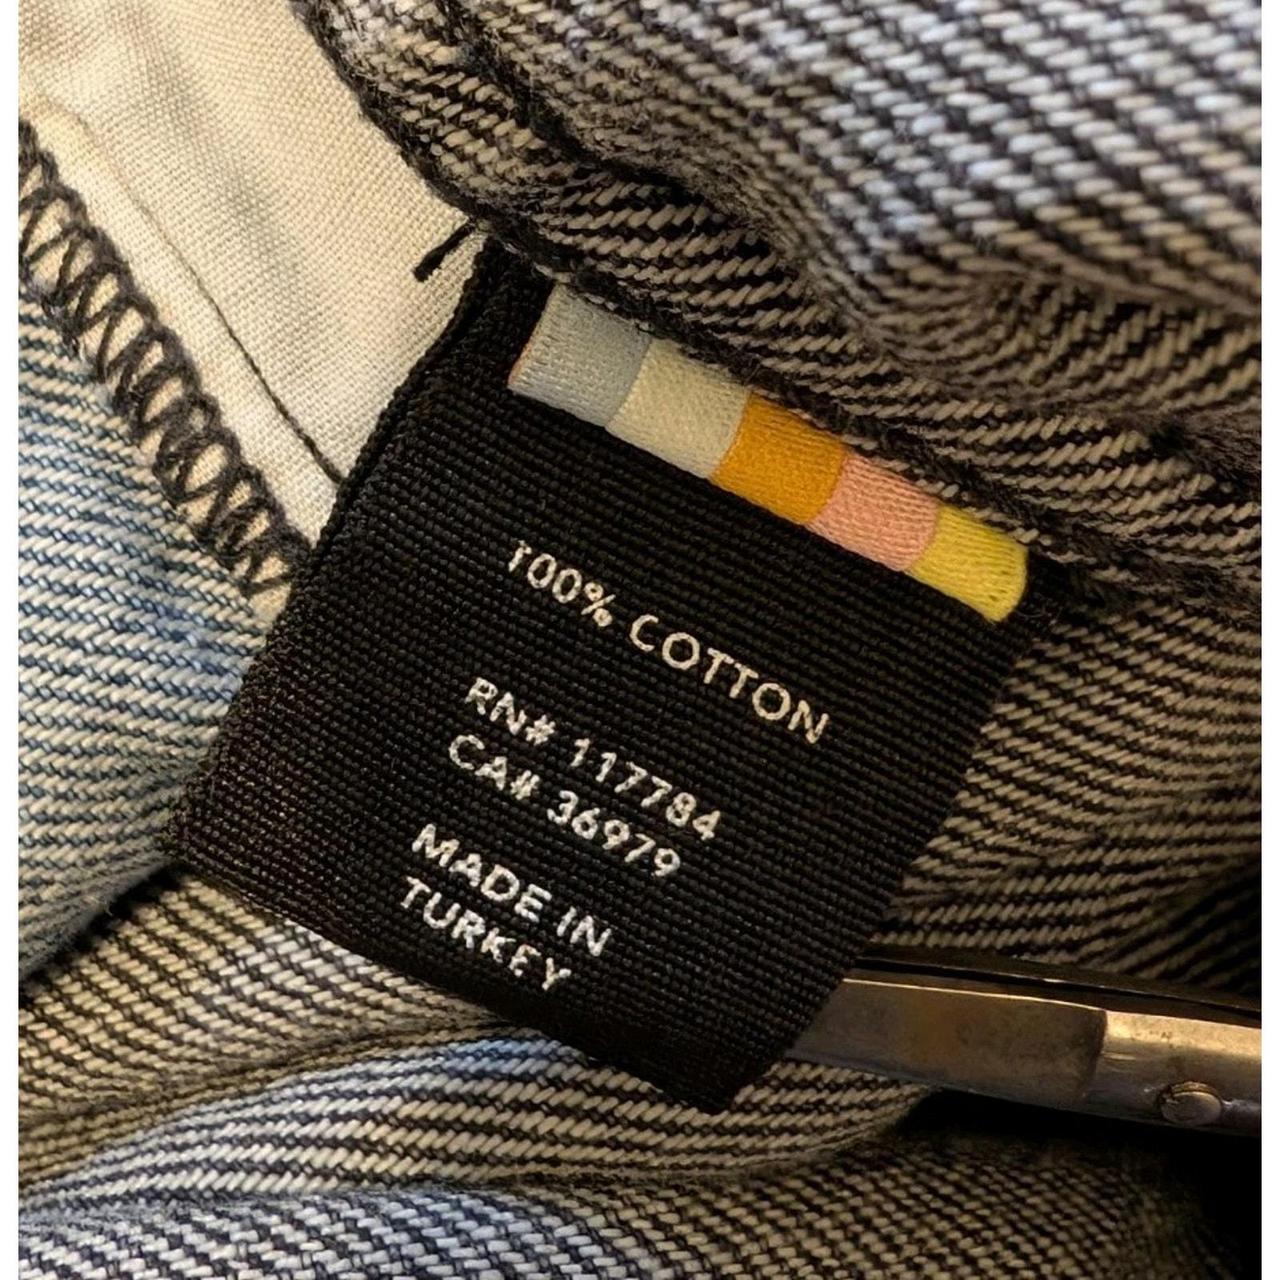 100% COTTON
RN# 117784
CA# 36979
MADE IN
TURKEY